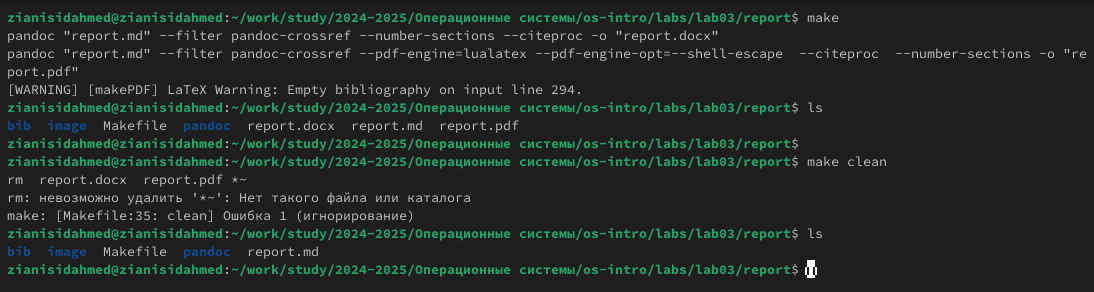 zianisidahmed@zianisidahmed:~/work/study/2024-2025/Операционные системы/os-intro/labs/lab03/report$ make
pandoc "report.md" --filter pandoc-crossref --number-sections --citeproc -o "report.docx"
pandoc "report.md" --filter pandoc-crossref --pdf-engine=lualatex --pdf-engine-opt=--shell-escape  --citeproc  --number-sections -o "re
port.pdf"
[WARNING] [makePDF] LaTeX Warning: Empty bibliography on input line 294.
zianisidahmed@zianisidahmed:~/work/study/2024-2025/Операционные системы/os-intro/labs/lab03/report$ ls
bib  image  Makefile  pandoc  report.docx  report.md  report.pdf
zianisidahmed@zianisidahmed:~/work/study/2024-2025/Операционные системы/os-intro/labs/lab03/report$
zianisidahmed@zianisidahmed:~/work/study/2024-2025/Операционные системы/os-intro/labs/lab03/report$ make clean
rm  report.docx  report.pdf *~
rm: невозможно удалить '*~': Нет такого файла или каталога
make: [Makefile:35: clean] Ошибка 1 (игнорирование)
zianisidahmed@zianisidahmed:~/work/study/2024-2025/Операционные системы/os-intro/labs/lab03/report$ ls
bib  image  Makefile  pandoc  report.md
zianisidahmed@zianisidahmed:~/work/study/2024-2025/Операционные системы/os-intro/labs/lab03/report$